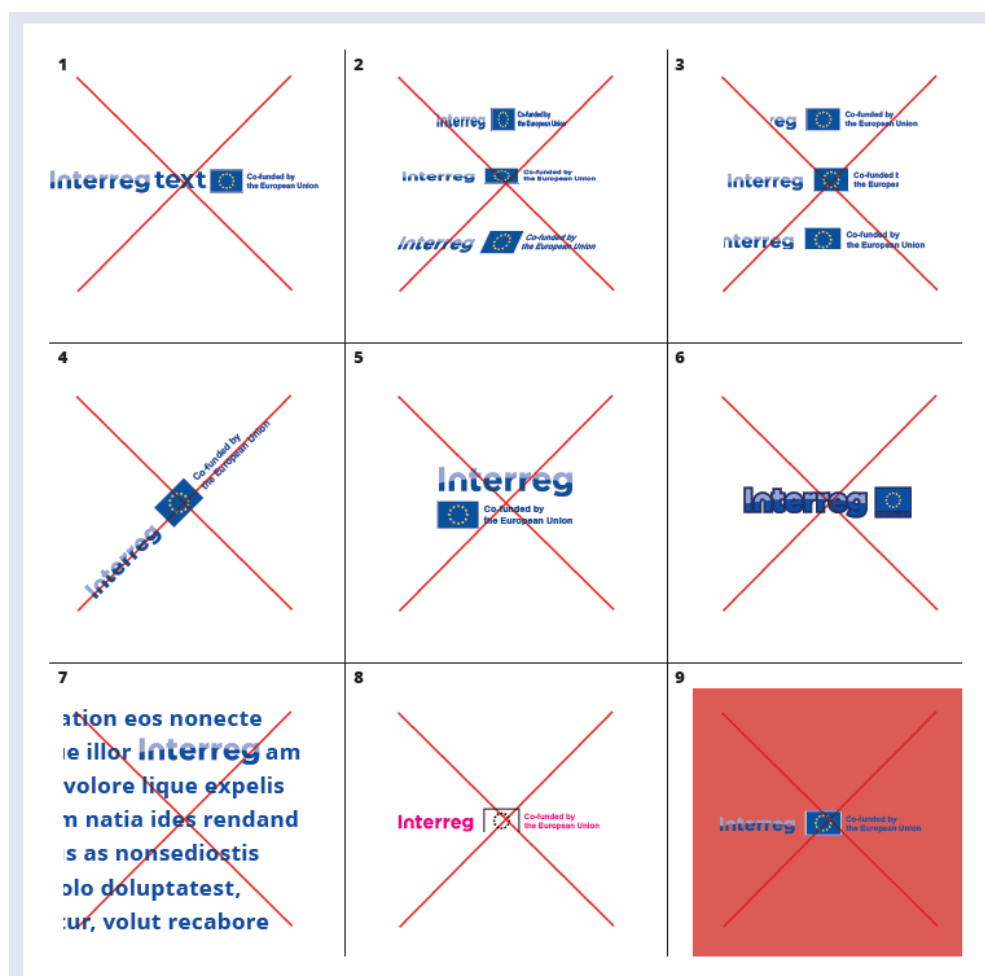 1
Interreg text Co-funded by
the European Union
2
Interreg Co-funded by
the European Union
Interreg Co-funded by
the European Union
Interreg Co-funded by
the European Union
3
eg Co-funded by
the European Union
Interreg Co-funded
the
nterreg Co-funded by
the European Union
4
Interreg Co-funded by
the European Union
5
Interreg
Co-funded by
the European Union
6
Interreg
7
ation eos nonecte
illor Interreg am
volore lique expelis
natia ides rendand
as nonsediostis
olo doluptatest,
volut recabore
8
Interreg Co-funded by
the European Union
9
Interreg Co-funded by
the European Union